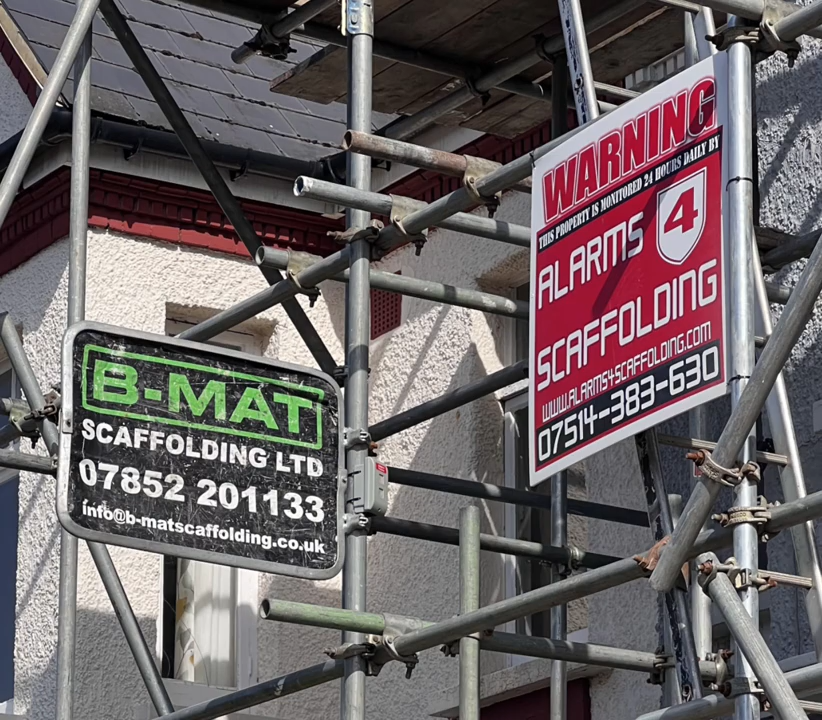 B-MAT
SCAFFOLDING LTD
07852 201133
info@b-matscaffolding.co.uk
WARNING
THIS PROPERTY IS MONITORED 24 HOURS DAILY BY
ALARMS 4
SCAFFOLDING
WWW.ALARMS4SCAFFOLDING.COM
07514-383-630